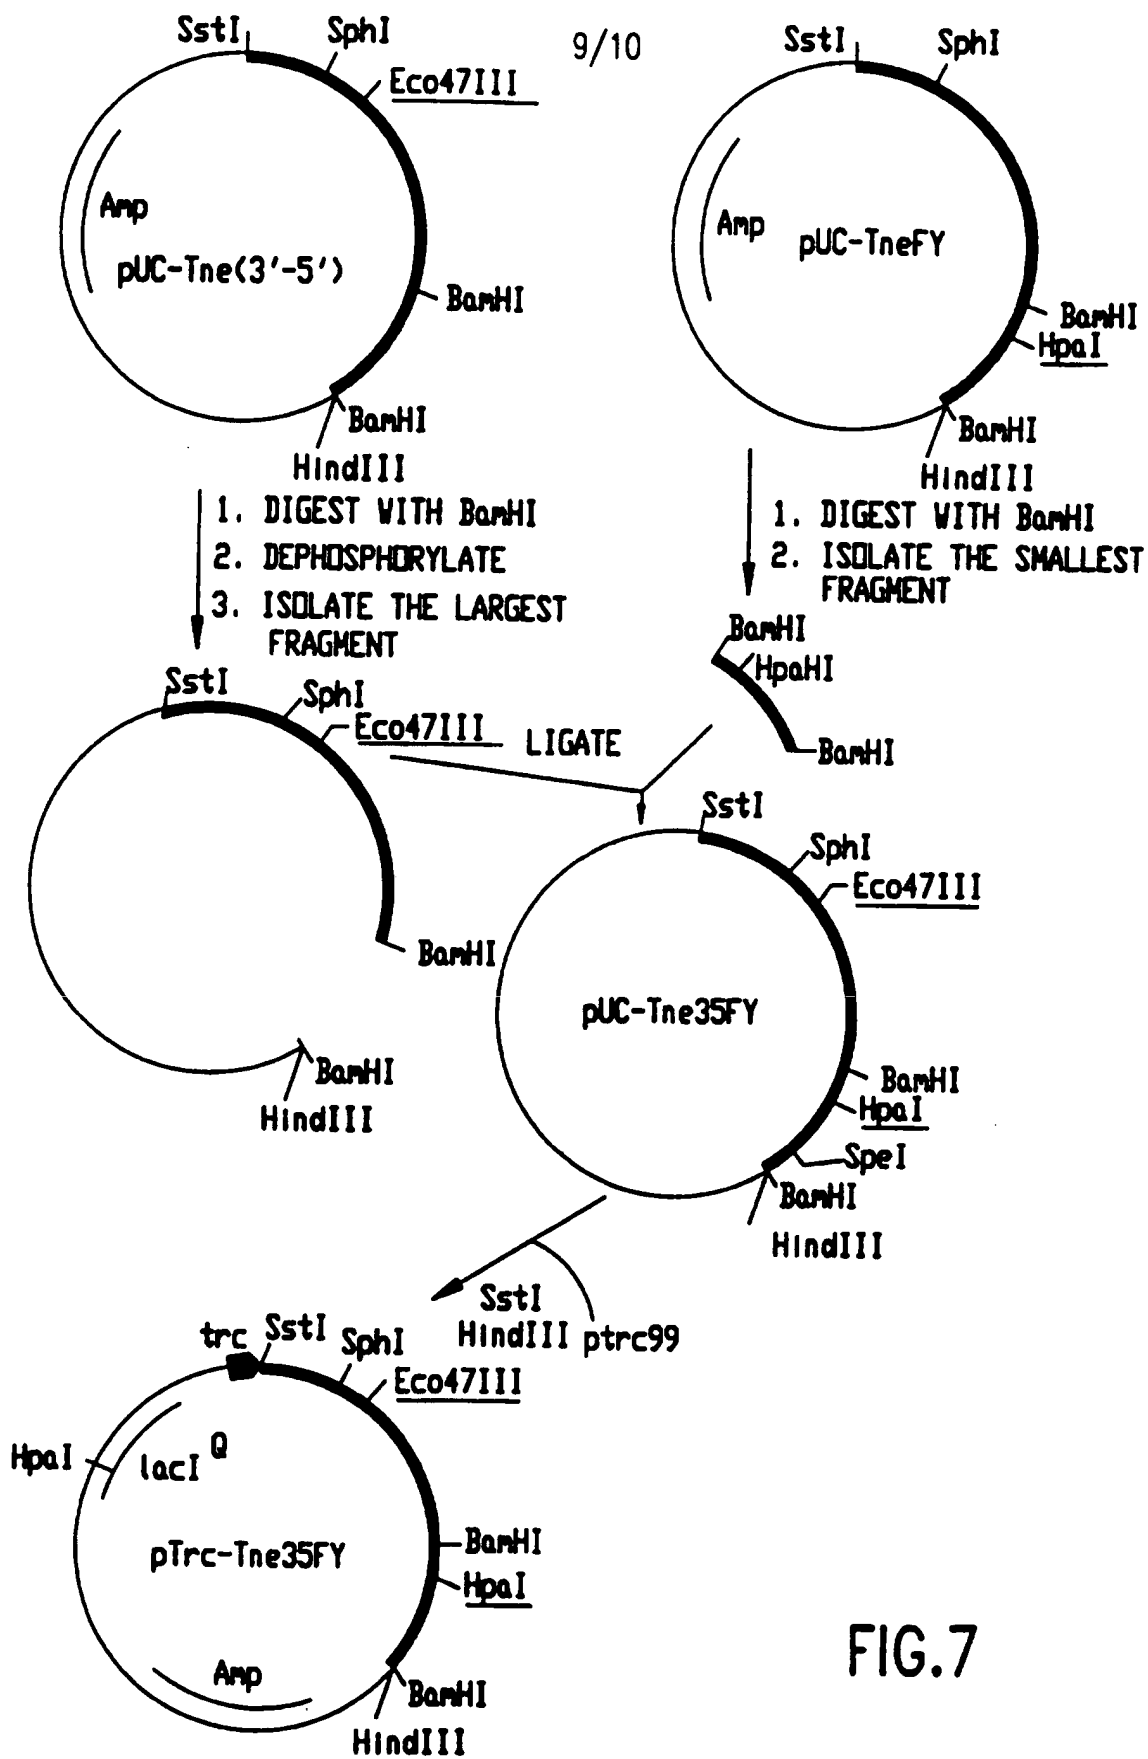 9/10
SstI
SphI
Eco47III
Amp
pUC-Tne(3'-5')
BamHI
BamHI
HindIII
SstI
SphI
Amp
pUC-TneFY
BamHI
HpaI
BamHI
HindIII
1. DIGEST WITH BamHI
2. DEPHOSPHORYLATE
3. ISOLATE THE LARGEST
FRAGMENT
1. DIGEST WITH BamHI
2. ISOLATE THE SMALLEST
FRAGMENT
SstI
SphI
Eco47III
BamHI
BamHI
HindIII
LIGATE
BamHI
HpaHI
BamHI
SstI
SphI
Eco47III
pUC-Tne35FY
BamHI
HpaI
SpeI
BamHI
HindIII
SstI
HindIII
ptrc99
trc
SstI
SphI
Eco47III
HpaI
lacI Q
pTrc-Tne35FY
BamHI
HpaI
Amp
BamHI
HindIII
FIG.7